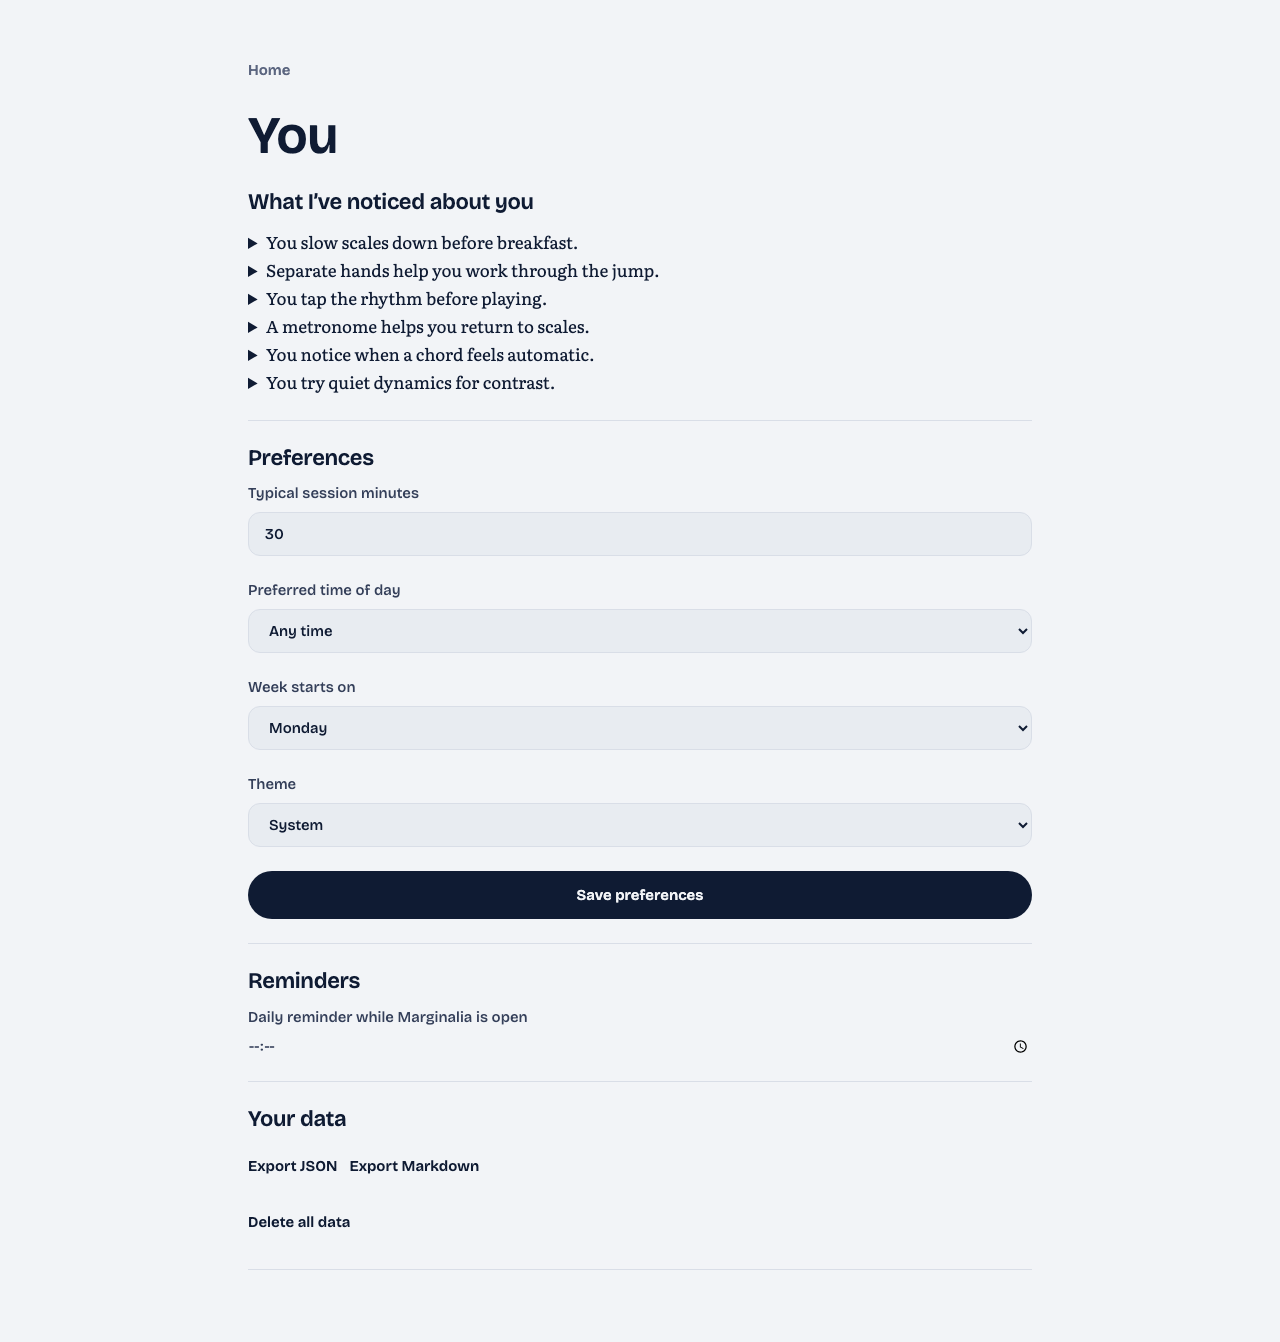 Home
You
What I’ve noticed about you
You slow scales down before breakfast.
Separate hands help you work through the jump.
You tap the rhythm before playing.
A metronome helps you return to scales.
You notice when a chord feels automatic.
You try quiet dynamics for contrast.
Preferences
Typical session minutes
30
Preferred time of day
Any time
Week starts on
Monday
Theme
System
Save preferences
Reminders
Daily reminder while Marginalia is open
--:--
Your data
Export JSON Export Markdown
Delete all data